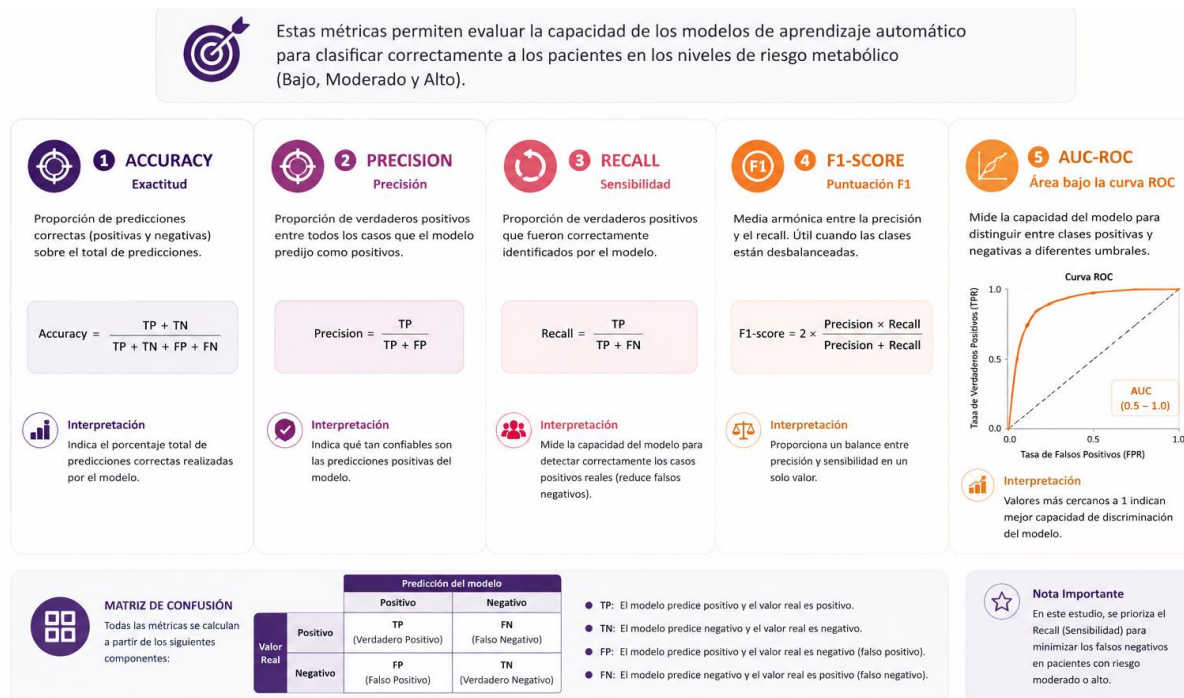 Estas métricas permiten evaluar la capacidad de los modelos de aprendizaje automático
para clasificar correctamente a los pacientes en los niveles de riesgo metabólico
(Bajo, Moderado y Alto).
1 ACCURACY
Exactitud
Proporción de predicciones
correctas (positivas y negativas)
sobre el total de predicciones.
Accuracy = TP + TN
TP + TN + FP + FN
Interpretación
Indica el porcentaje total de
predicciones correctas realizadas
por el modelo.
2 PRECISION
Precisión
Proporción de verdaderos positivos
entre todos los casos que el modelo
predijo como positivos.
Precision = TP
TP + FP
Interpretación
Indica qué tan confiables son
las predicciones positivas del
modelo.
3 RECALL
Sensibilidad
Proporción de verdaderos positivos
que fueron correctamente
identificados por el modelo.
Recall = TP
TP + FN
Interpretación
Mide la capacidad del modelo para
detectar correctamente los casos
positivos reales (reduce falsos
negativos).
F1
4 F1-SCORE
Puntuación F1
Media armónica entre la precisión
y el recall. Útil cuando las clases
están desbalanceadas.
F1-score = 2 × Precision × Recall
Precision + Recall
Interpretación
Proporciona un balance entre
precisión y sensibilidad en un
solo valor.
5 AUC-ROC
Área bajo la curva ROC
Mide la capacidad del modelo para
distinguir entre clases positivas y
negativas a diferentes umbrales.
Curva ROC
Taaa de Verdaderos Positivos (TPR)
1.0
0.5
0.0
AUC
(0.5 – 1.0)
0.0 0.5 1.0
Tasa de Falsos Positivos (FPR)
Interpretación
Valores más cercanos a 1 indican
mejor capacidad de discriminación
del modelo.
MATRIZ DE CONFUSIÓN
Todas las métricas se calculan
a partir de los siguientes
componentes:
Predicción del modelo
Positivo Negativo
Valor
Real
Positivo
TP
(Verdadero Positivo)
FN
(Falso Negativo)
Negativo
FP
(Falso Positivo)
TN
(Verdadero Negativo)
TP: El modelo predice positivo y el valor real es positivo.
TN: El modelo predice negativo y el valor real es negativo.
FP: El modelo predice positivo y el valor real es negativo (falso positivo).
FN: El modelo predice negativo y el valor real es positivo (falso negativo).
Nota Importante
En este estudio, se prioriza el
Recall (Sensibilidad) para
minimizar los falsos negativos
en pacientes con riesgo
moderado o alto.